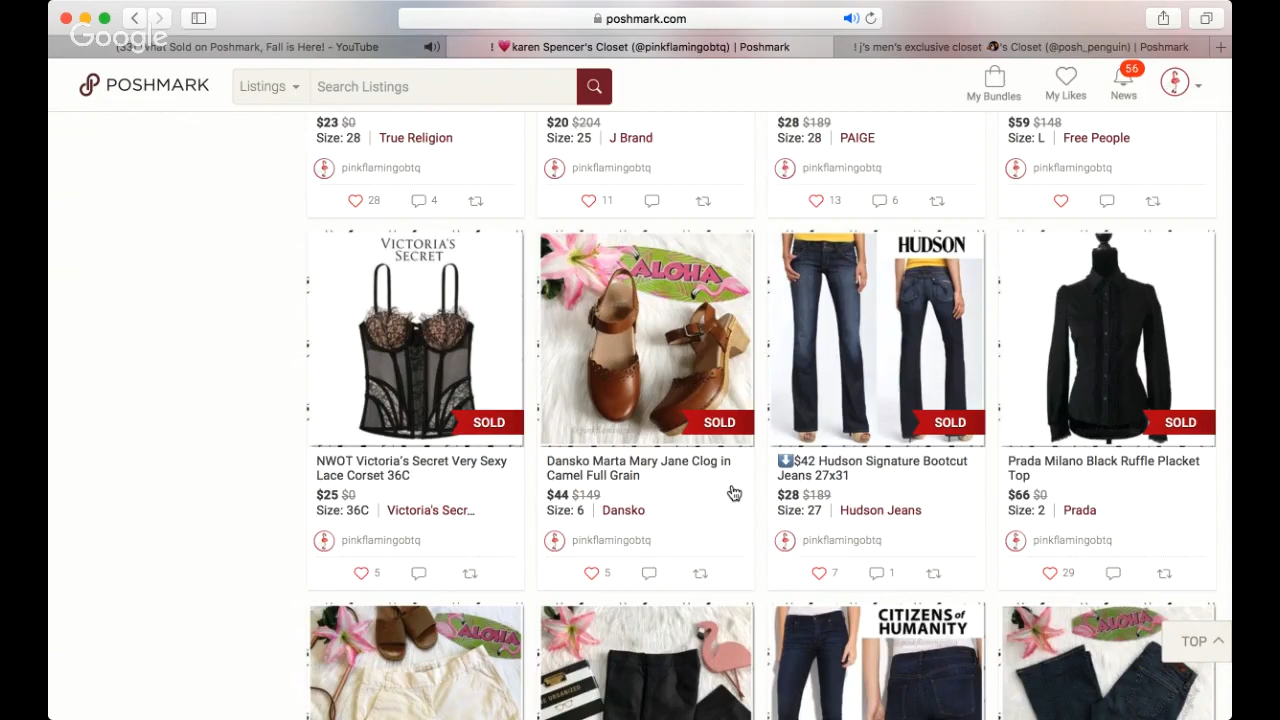 poshmark.com
Google
(33) What Sold on Poshmark, Fall is Here! - YouTube
! ❤️karen Spencer's Closet (@pinkflamingobtq) | Poshmark
! j's men's exclusive closet 🐧's Closet (@posh_penguin) | Poshmark
POSHMARK
Listings
Search Listings
My Bundles
My Likes
56
News
$23 $0
Size: 28 | True Religion
pinkflamingobtq
28
4
$20 $204
Size: 25 | J Brand
pinkflamingobtq
11
$28 $189
Size: 28 | PAIGE
pinkflamingobtq
13
6
$59 $148
Size: L | Free People
pinkflamingobtq
VICTORIA'S
SECRET
SOLD
NWOT Victoria's Secret Very Sexy
Lace Corset 36C
$25 $0
Size: 36C | Victoria's Secr...
pinkflamingobtq
5
ALOHA
SOLD
Dansko Marta Mary Jane Clog in
Camel Full Grain
$44 $149
Size: 6 | Dansko
pinkflamingobtq
5
HUDSON
SOLD
⬇️$42 Hudson Signature Bootcut
Jeans 27x31
$28 $189
Size: 27 | Hudson Jeans
pinkflamingobtq
7
1
SOLD
Prada Milano Black Ruffle Placket
Top
$66 $0
Size: 2 | Prada
pinkflamingobtq
29
ALOHA
BE ORGANIZED
CITIZENS of
HUMANITY
ALOHA
TOP